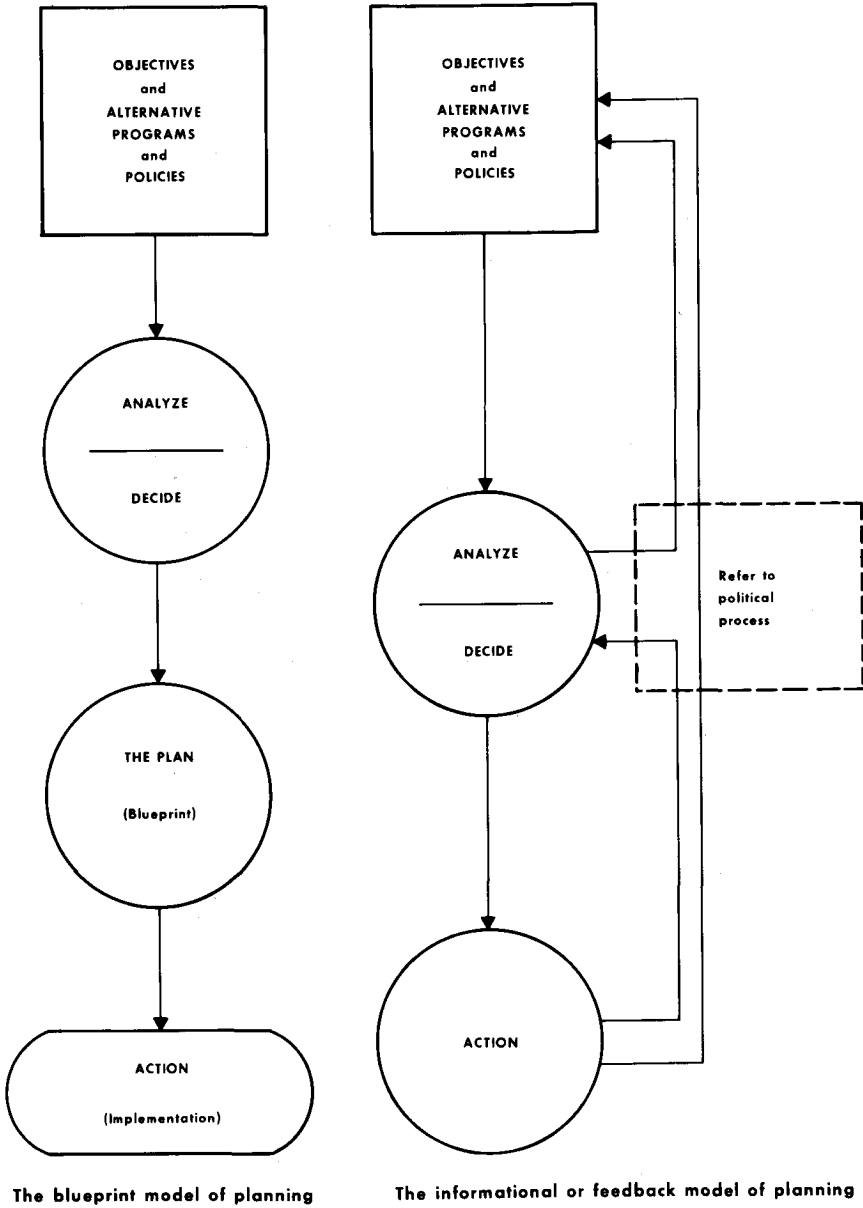 OBJECTIVES
and
ALTERNATIVE
PROGRAMS
and
POLICIES
ANALYZE
DECIDE
THE PLAN
(Blueprint)
ACTION
(Implementation)
The blueprint model of planning
OBJECTIVES
and
ALTERNATIVE
PROGRAMS
and
POLICIES
ANALYZE
DECIDE
Refer to
political
process
ACTION
The informational or feedback model of planning